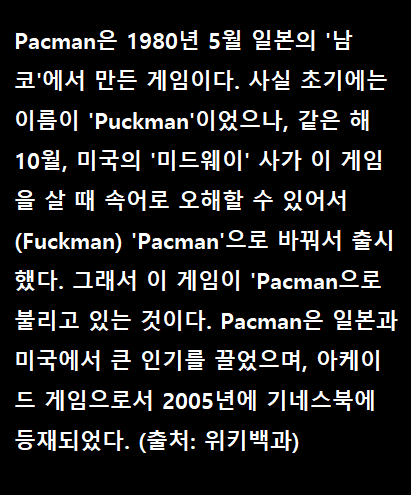 Pacman은 1980년 5월 일본의 '남
코'에서 만든 게임이다. 사실 초기에는
이름이 'Puckman'이었으나, 같은 해
10월, 미국의 '미드웨이' 사가 이 게임
을 살 때 속어로 오해할 수 있어서
(Fuckman) 'Pacman'으로 바꿔서 출시
했다. 그래서 이 게임이 'Pacman으로
불리고 있는 것이다. Pacman은 일본과
미국에서 큰 인기를 끌었으며, 아케이
드 게임으로서 2005년에 기네스북에
등재되었다. (출처: 위키백과)